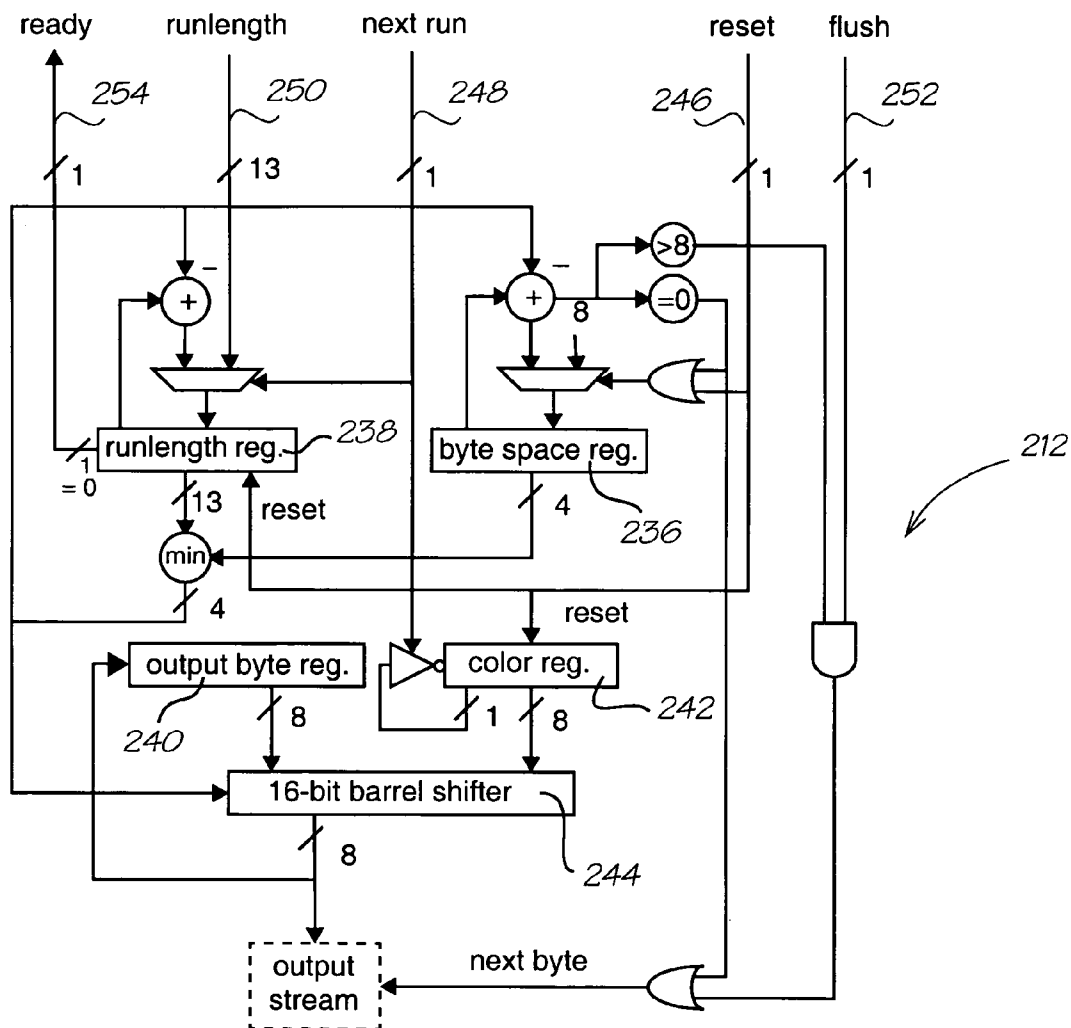 ready runlength next run reset flush
254 250 248 246 252
1 13 1 1 1
− − >8
+ + =0
8
runlength reg. 238 byte space reg. 212
1
= 0 13 reset 4 236
min
4 reset
output byte reg. color reg.
240 8 1 8 242
16-bit barrel shifter
8 244
next byte
output
stream